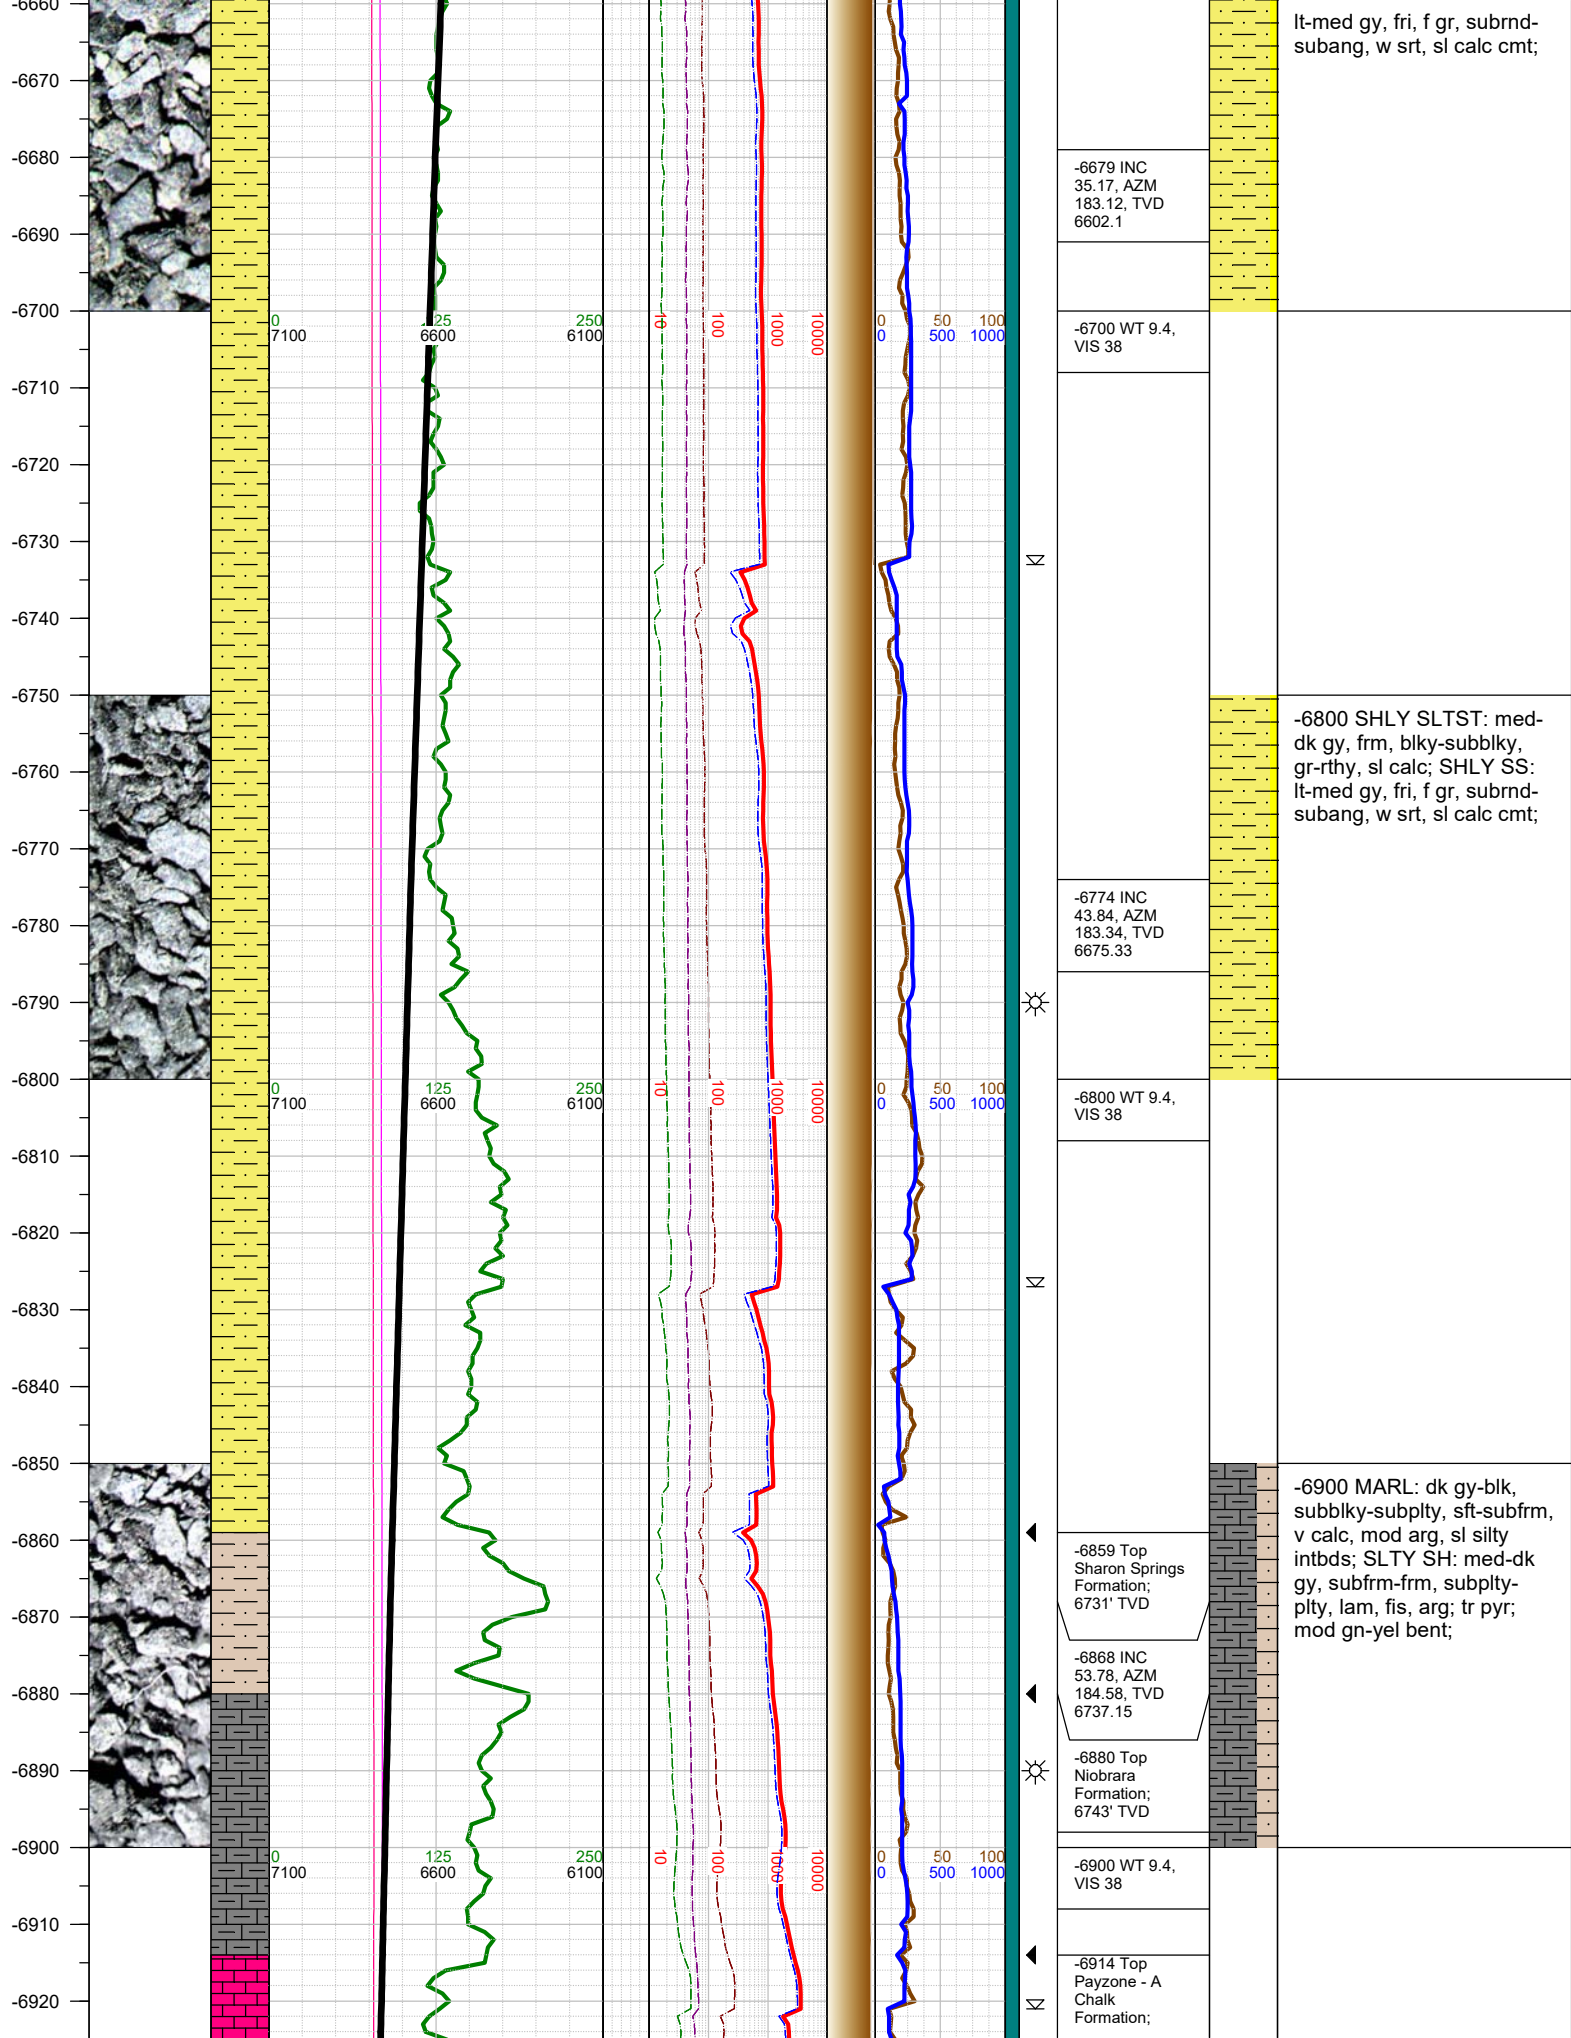 -6660
lt-med gy, fri, f gr, subrnd-
subang, w srt, sl calc cmt;
-6670
-6680
-6679 INC
35.17, AZM
183.12, TVD
6602.1
-6690
-6700
0 125 250
7100 6600 6100
10 100 1000 10000
0 50 100
0 500 1000
-6700 WT 9.4,
VIS 38
-6710
-6720
-6730
-6740
-6750
-6800 SHLY SLTST: med-
dk gy, frm, blky-subblky,
gr-rthy, sl calc; SHLY SS:
lt-med gy, fri, f gr, subrnd-
subang, w srt, sl calc cmt;
-6760
-6770
-6774 INC
43.84, AZM
183.34, TVD
6675.33
-6780
-6790
-6800
0 125 250
7100 6600 6100
10 100 1000 10000
0 50 100
0 500 1000
-6800 WT 9.4,
VIS 38
-6810
-6820
-6830
-6840
-6850
-6900 MARL: dk gy-blk,
subblky-subplty, sft-subfrm,
v calc, mod arg, sl silty
intbds; SLTY SH: med-dk
gy, subfrm-frm, subplty-
plty, lam, fis, arg; tr pyr;
mod gn-yel bent;
-6860
-6859 Top
Sharon Springs
Formation;
6731' TVD
-6870
-6868 INC
53.78, AZM
184.58, TVD
6737.15
-6880
-6890
-6880 Top
Niobrara
Formation;
6743' TVD
-6900
0 125 250
7100 6600 6100
10 100 1000 10000
0 50 100
0 500 1000
-6900 WT 9.4,
VIS 38
-6910
-6920
-6914 Top
Payzone - A
Chalk
Formation;